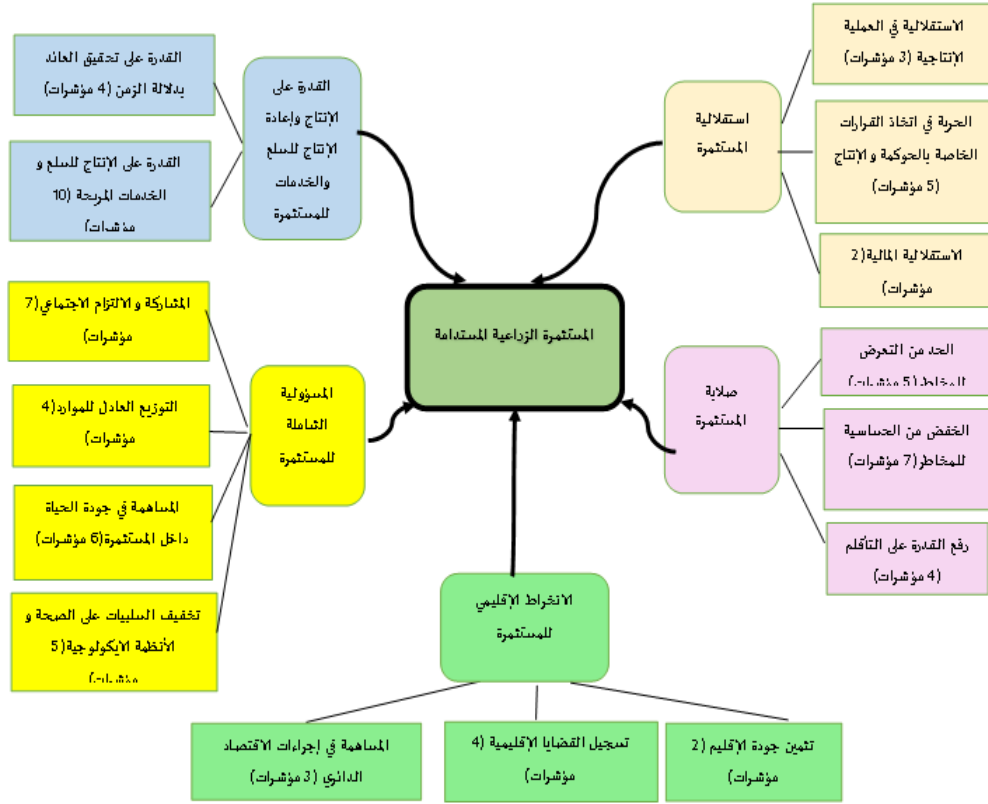 الاستقلالية في العملية
الإنتاجية (3 مؤشرات)
الحرية في اتخاذ القرارات
الخاصة بالحوكمة و الإنتاج
(5 مؤشرات)
الاستقلالية المالية(2
مؤشرات)
استقلالية
المستثمرة
القدرة على
الإنتاج وإعادة
الإنتاج للسلع
والخدمات
للمستثمرة
القدرة على تحقيق العائد
بدلالة الزمن (4 مؤشرات)
القدرة على الإنتاج للسلع و
الخدمات المربحة (10
مؤشرات)
المستثمرة الزراعية المستدامة
صلابة
المستثمرة
الحد من التعرض
للمخاطر(5 مؤشرات)
الخفض من الحساسية
للمخاطر(7 مؤشرات)
رفع القدرة على التأقلم
(4 مؤشرات)
المسؤولية
الشاملة
للمستثمرة
المشاركة و الالتزام الاجتماعي(7
مؤشرات)
التوزيع العادل للموارد(4
مؤشرات)
المساهمة في جودة الحياة
داخل المستثمرة(6 مؤشرات)
تخفيف السلبيات على الصحة و
الأنظمة الايكولوجية(5
مؤشرات)
الانخراط الإقليمي
للمستثمرة
تثمين جودة الإقليم (2
مؤشرات)
تسجيل القضايا الإقليمية (4
مؤشرات)
المساهمة في إجراءات الاقتصاد
الدائري (3 مؤشرات)